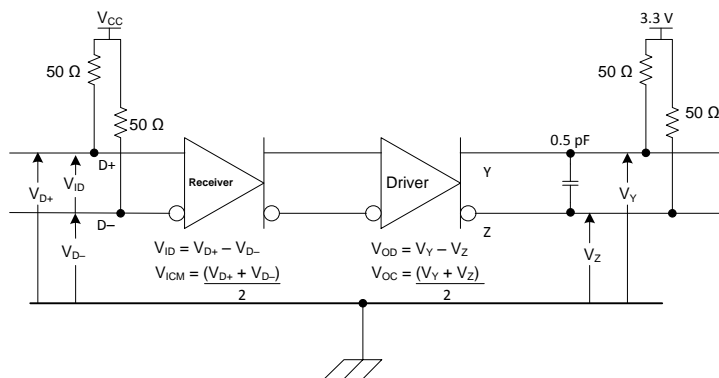 VCC
3.3 V
50 Ω
50 Ω
50 Ω
50 Ω
0.5 pF
D+
Receiver
Driver
Y
VD+
VID
VY
D–
Z
VD–
VID = VD+ – VD–
VOD = VY – VZ
VZ
VICM = (VD+ + VD–)
2
VOC = (VY + VZ)
2